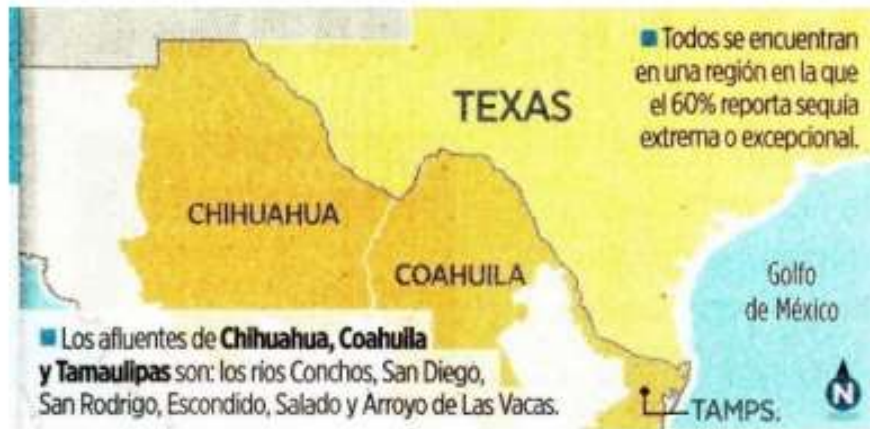 ■ Todos se encuentran
en una región en la que
el 60% reporta sequía
extrema o excepcional.
TEXAS
CHIHUAHUA
COAHUILA
Golfo
de México
■ Los afluentes de Chihuahua, Coahuila
y Tamaulipas son: los ríos Conchos, San Diego,
San Rodrigo, Escondido, Salado y Arroyo de Las Vacas.
TAMPS.
N